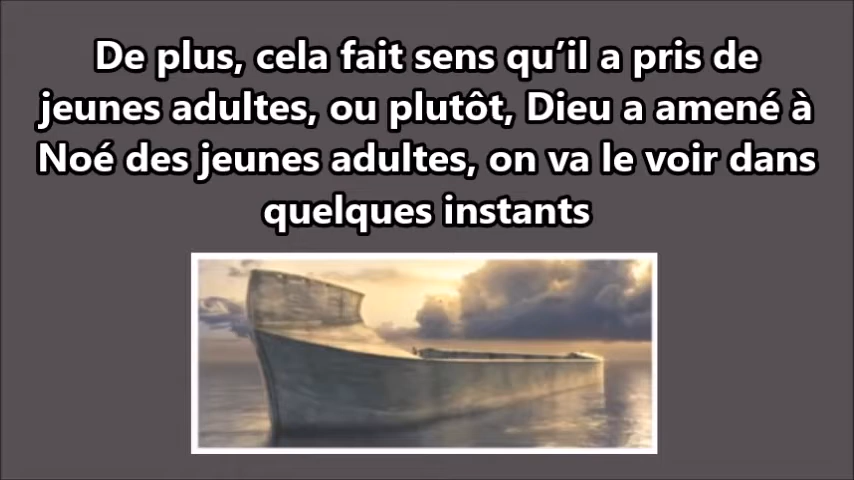 De plus, cela fait sens qu’il a pris de
jeunes adultes, ou plutôt, Dieu a amené à
Noé des jeunes adultes, on va le voir dans
quelques instants